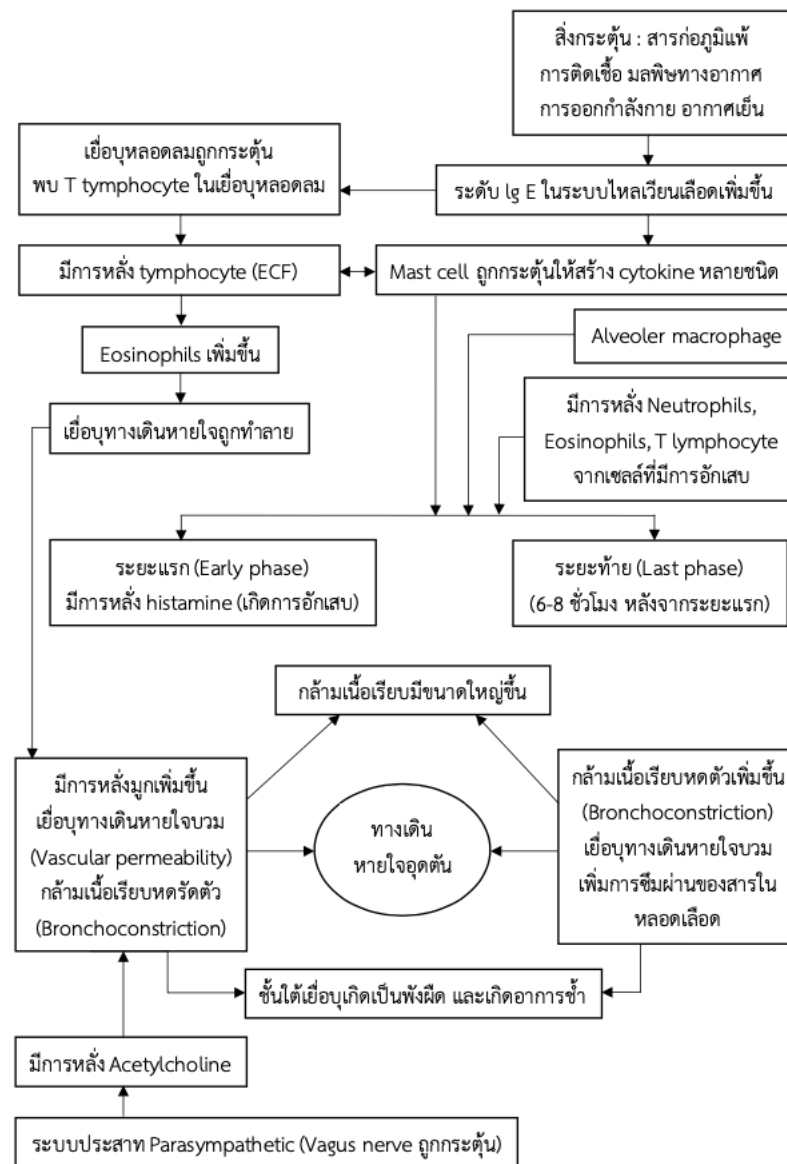 สิ่งกระตุ้น : สารก่อภูมิแพ้
การติดเชื้อ มลพิษทางอากาศ
การออกกำลังกาย อากาศเย็น
เยื่อบุหลอดลมถูกกระตุ้น
พบ T tymphocyte ในเยื่อบุหลอดลม
ระดับ lg E ในระบบไหลเวียนเลือดเพิ่มขึ้น
มีการหลั่ง tymphocyte (ECF)
Mast cell ถูกกระตุ้นให้สร้าง cytokine หลายชนิด
Eosinophils เพิ่มขึ้น
Alveoler macrophage
เยื่อบุทางเดินหายใจถูกทำลาย
มีการหลั่ง Neutrophils,
Eosinophils, T lymphocyte
จากเซลล์ที่มีการอักเสบ
ระยะแรก (Early phase)
มีการหลั่ง histamine (เกิดการอักเสบ)
ระยะท้าย (Last phase)
(6-8 ชั่วโมง หลังจากระยะแรก)
กล้ามเนื้อเรียบมีขนาดใหญ่ขึ้น
มีการหลั่งมูกเพิ่มขึ้น
เยื่อบุทางเดินหายใจบวม
(Vascular permeability)
กล้ามเนื้อเรียบหดรัดตัว
(Bronchoconstriction)
ทางเดิน
หายใจอุดตัน
กล้ามเนื้อเรียบหดตัวเพิ่มขึ้น
(Bronchoconstriction)
เยื่อบุทางเดินหายใจบวม
เพิ่มการซึมผ่านของสารใน
หลอดเลือด
ชั้นใต้เยื่อบุเกิดเป็นพังผืด และเกิดอาการซ้ำ
มีการหลั่ง Acetylcholine
ระบบประสาท Parasympathetic (Vagus nerve ถูกกระตุ้น)